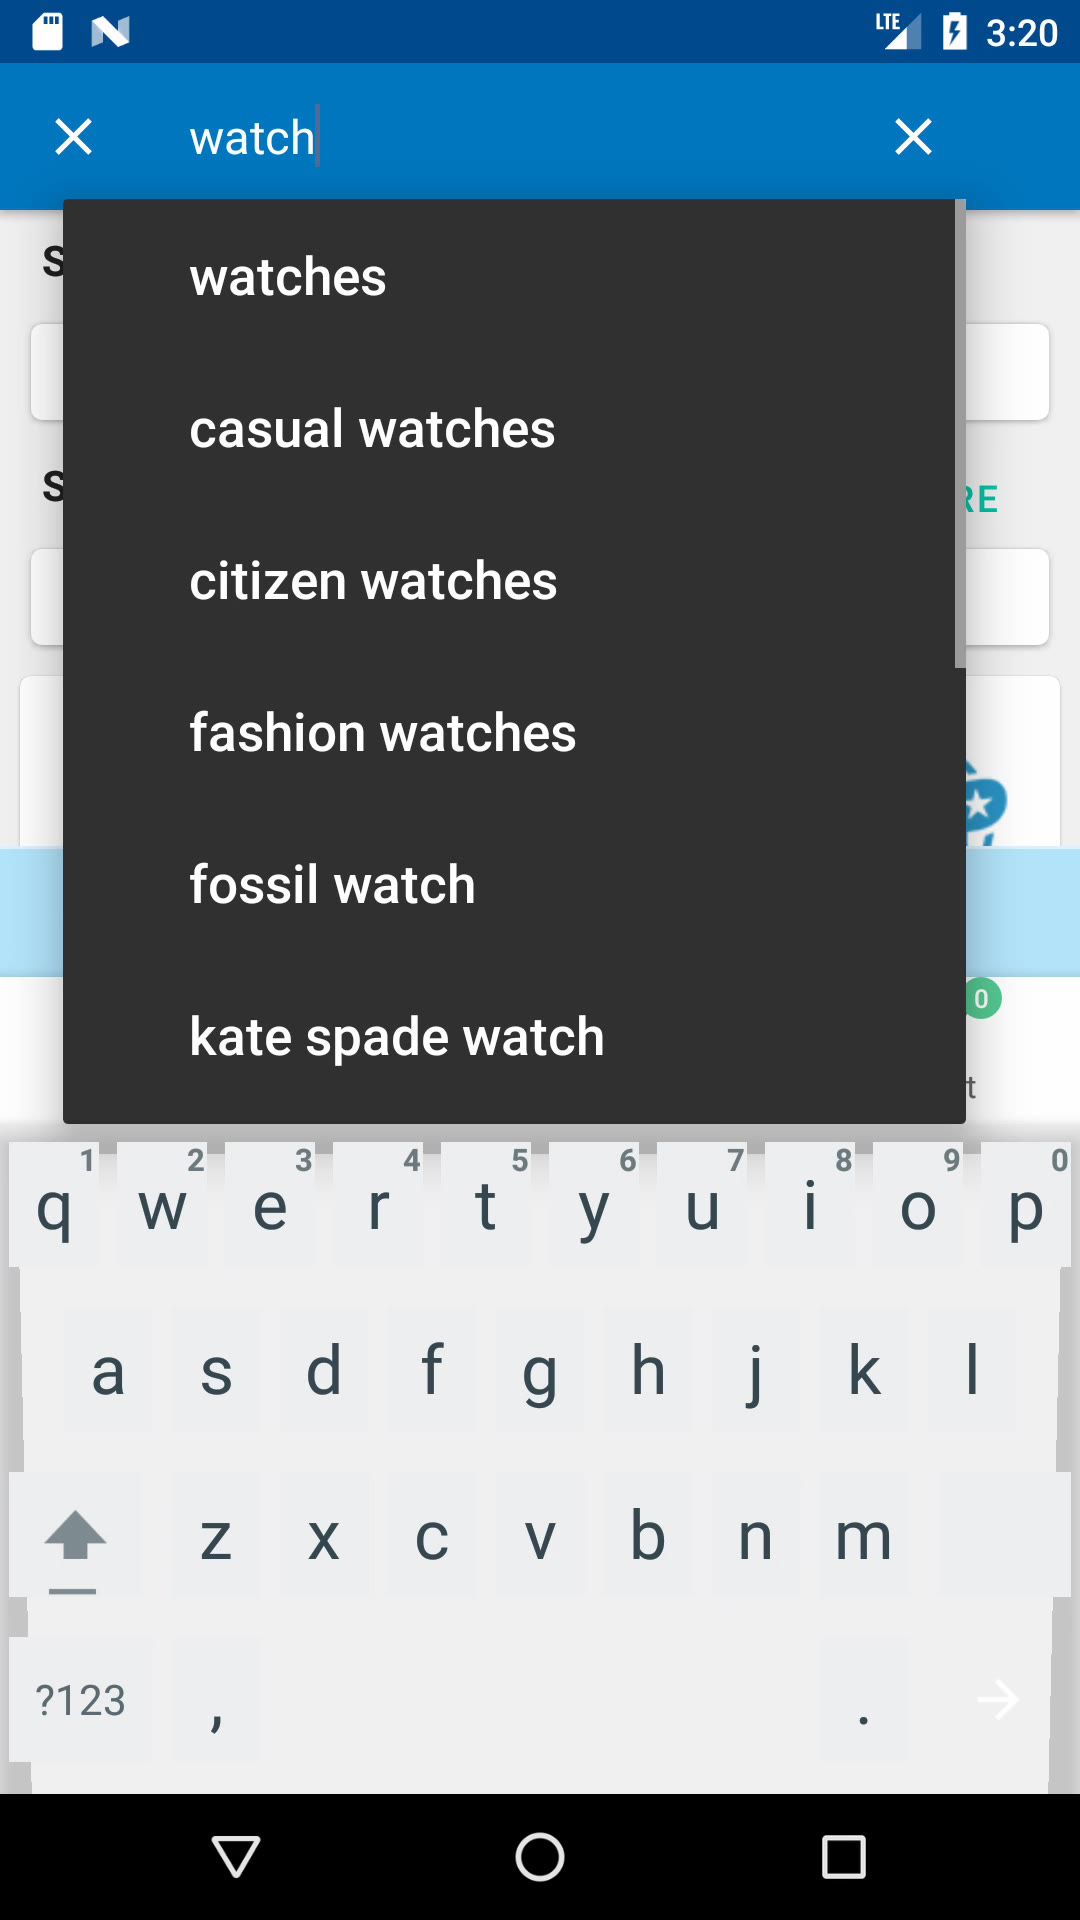 LTE 3:20
watch
S
watches
casual watches
S
RE
citizen watches
fashion watches
fossil watch
0
kate spade watch
t
1 2 3 4 5 6 7 8 9 0
q w e r t y u i o p
a s d f g h j k l
z x c v b n m
?123 , .